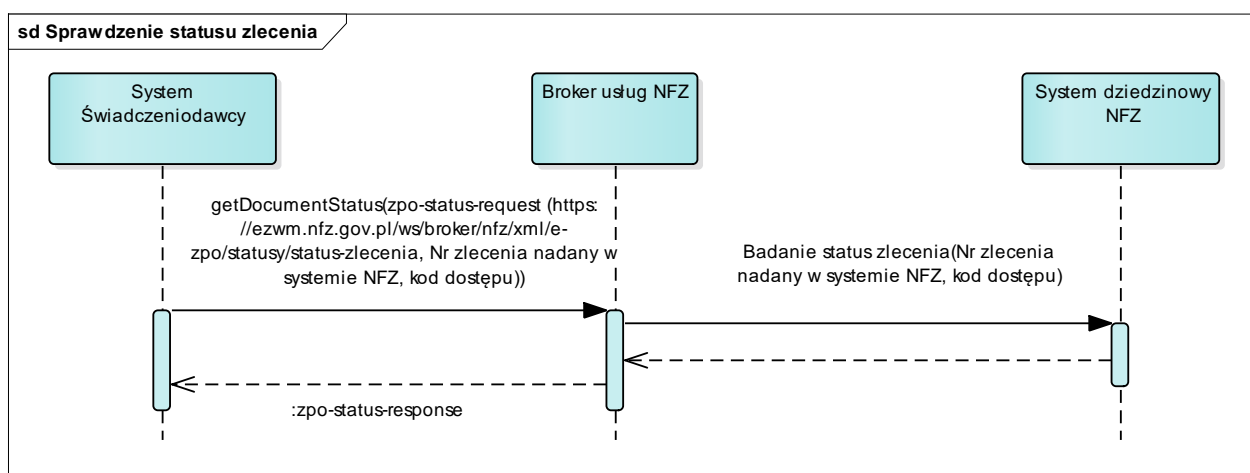 sd Sprawdzenie statusu zlecenia
System
Świadczeniodawcy
Broker usług NFZ
System dziedzinowy
NFZ
getDocumentStatus(zpo-status-request (https:
//ezwm.nfz.gov.pl/ws/broker/nfz/xml/e-
zpo/statusy/status-zlecenia, Nr zlecenia nadany w
systemie NFZ, kod dostępu))
Badanie status zlecenia(Nr zlecenia
nadany w systemie NFZ, kod dostępu)
:zpo-status-response